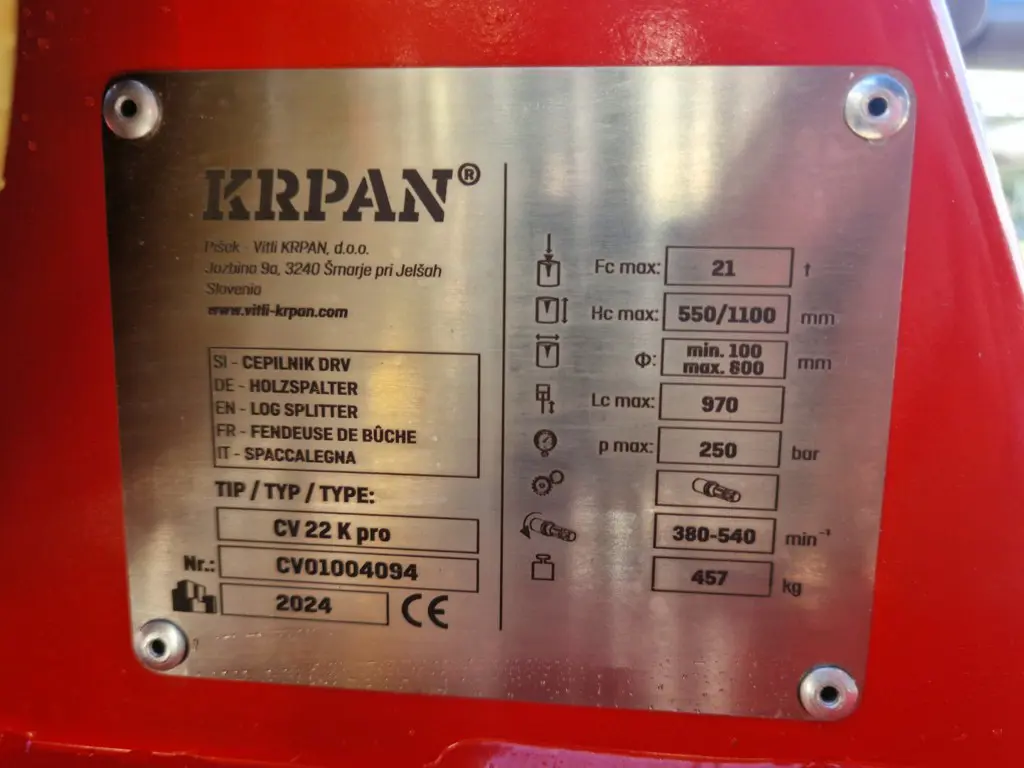 KRPAN®
Pišek - Vitli KRPAN, d.o.o.
Jazbina 9a, 3240 Šmarje pri Jelšah
Slovenia
www.vitli-krpan.com
SI - CEPILNIK DRV
DE - HOLZSPALTER
EN - LOG SPLITTER
FR - FENDEUSE DE BÛCHE
IT - SPACCALEGNA
TIP / TYP / TYPE:
CV 22 K pro
Nr.: CV01004094
2024 CE
Fc max: 21 t
Hc max: 550/1100 mm
Φ: min. 100 mm
max. 600
Lc max: 970
p max: 250 bar
380-540 min⁻¹
457 kg